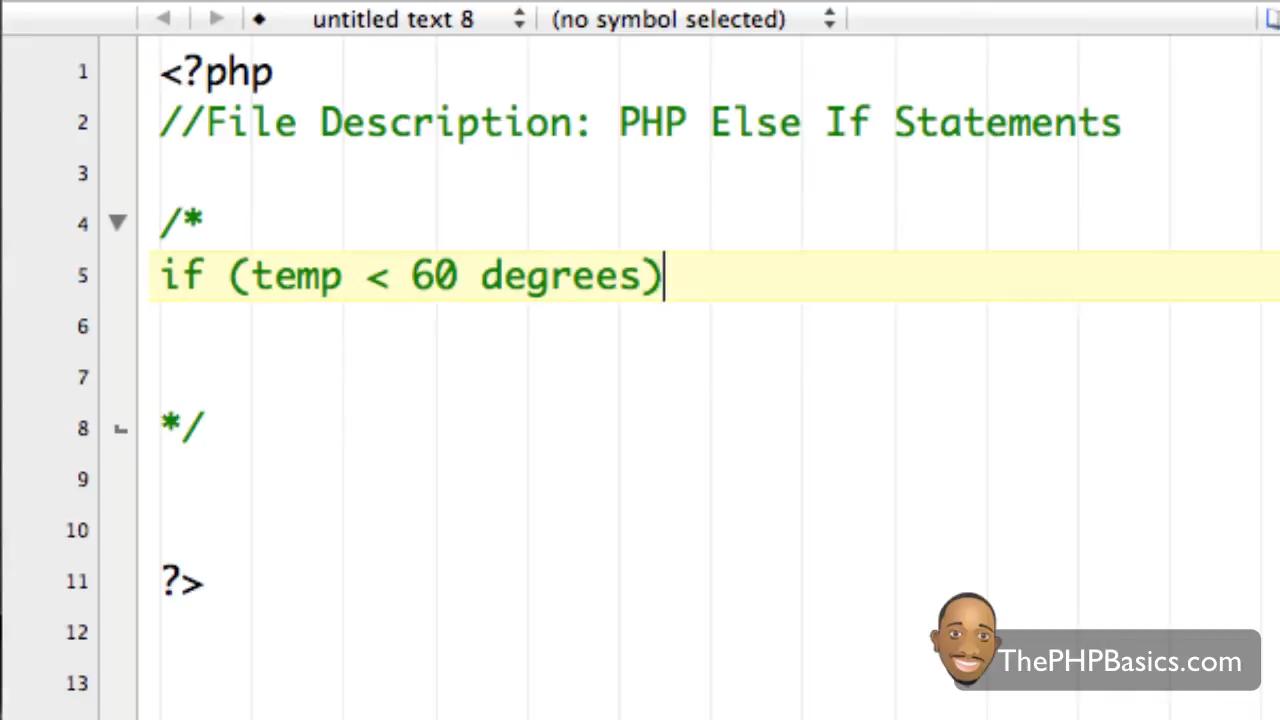 untitled text 8 (no symbol selected)
1 <?php
2 //File Description: PHP Else If Statements
3
4 /*
5 if (temp < 60 degrees)
6
7
8 */
9
10
11 ?>
12
13
ThePHPBasics.com